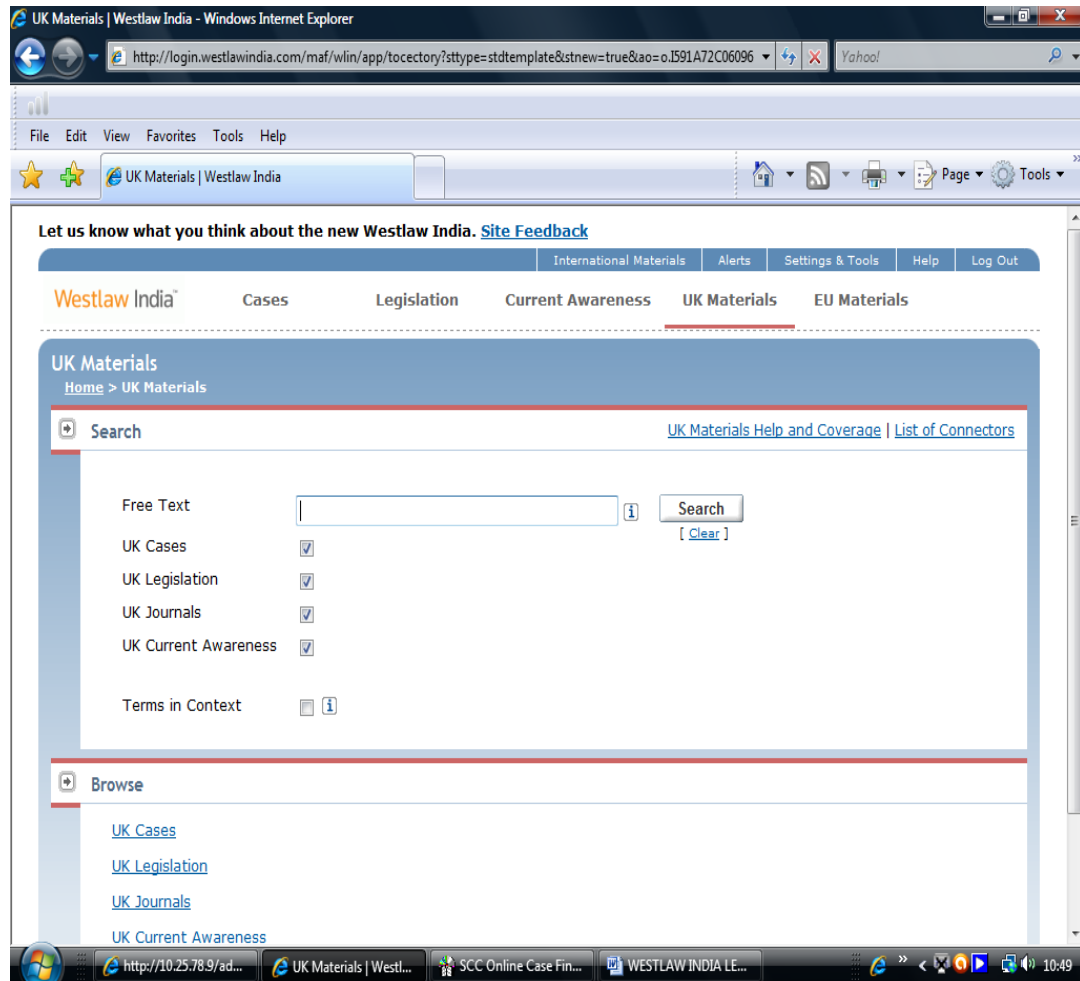 UK Materials | Westlaw India - Windows Internet Explorer
http://login.westlawindia.com/maf/wlin/app/tocectory?sttype=stdtemplate&stnew=true&ao=o.I591A72C06096
Yahoo!
File Edit View Favorites Tools Help
UK Materials | Westlaw India
Page Tools
Let us know what you think about the new Westlaw India. Site Feedback
International Materials Alerts Settings & Tools Help Log Out
Westlaw India™ Cases Legislation Current Awareness UK Materials EU Materials
UK Materials
Home > UK Materials
Search UK Materials Help and Coverage | List of Connectors
Free Text i Search
[ Clear ]
UK Cases
UK Legislation
UK Journals
UK Current Awareness
Terms in Context i
Browse
UK Cases
UK Legislation
UK Journals
UK Current Awareness
http://10.25.78.9/ad... UK Materials | Westl... SCC Online Case Fin... WESTLAW INDIA LE... 10:49